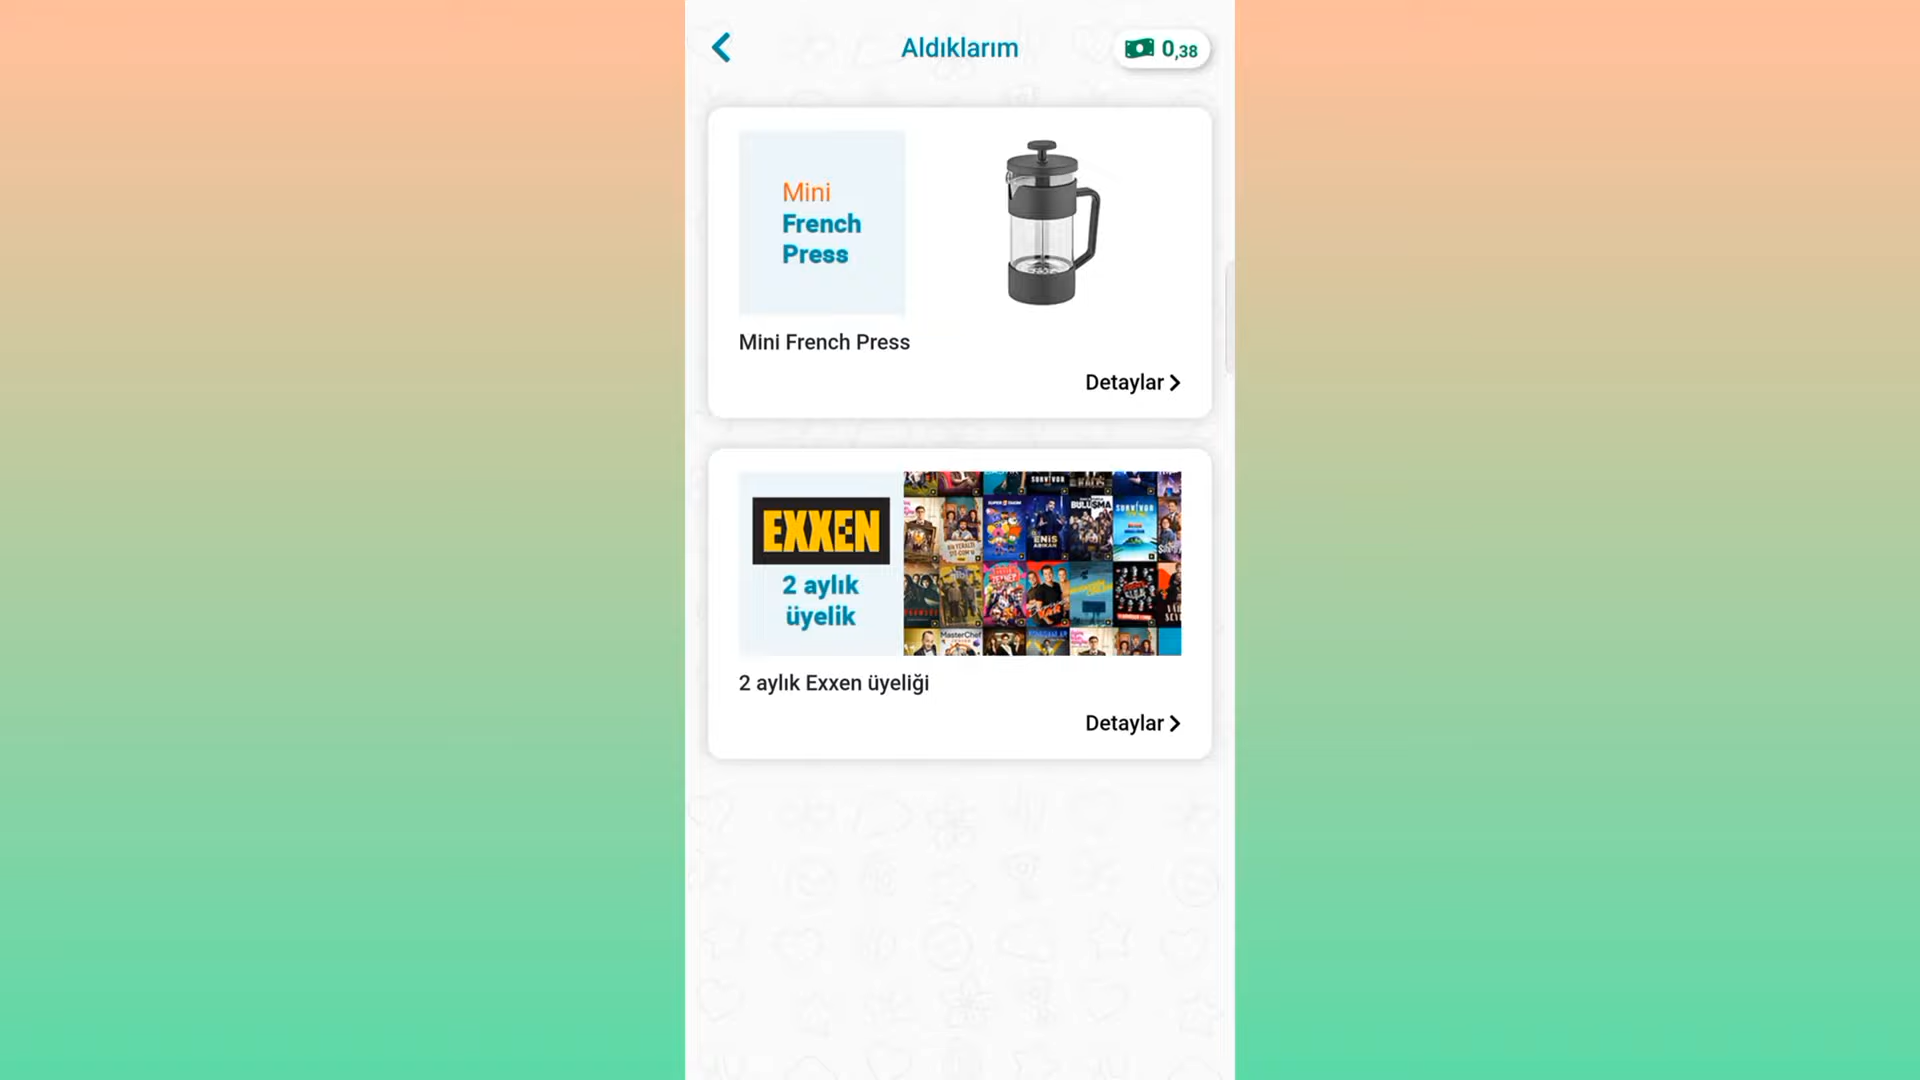 Aldıklarım
0,38
Mini
French
Press
Mini French Press
Detaylar
EXXEN
2 aylık
üyelik
SURVIVOR
BULUŞMA
SURVIVOR
ENİS
ARIKAN
MasterChef
2 aylık Exxen üyeliği
Detaylar